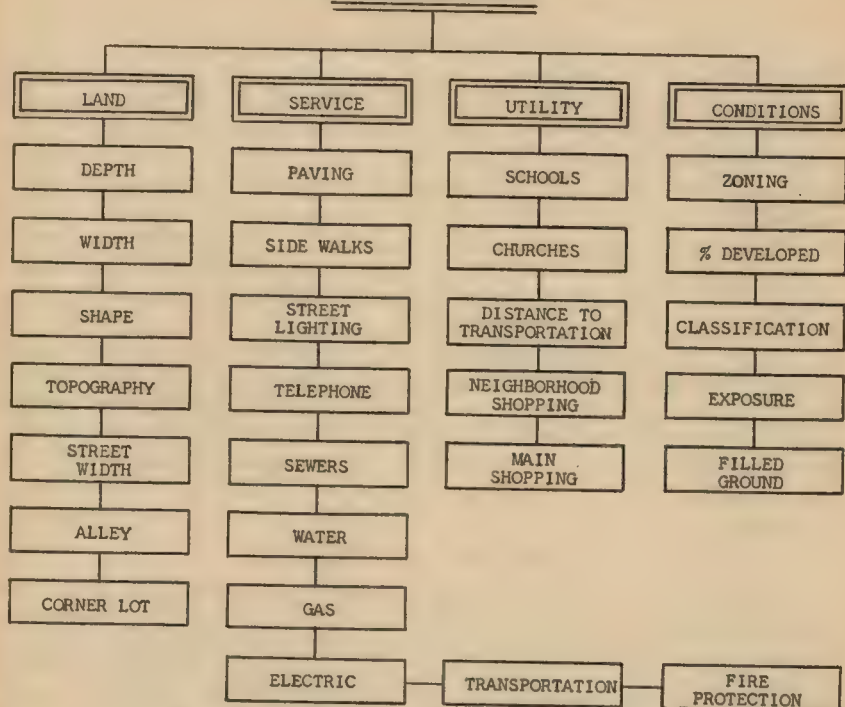 LAND
DEPTH
WIDTH
SHAPE
TOPOGRAPHY
STREET
WIDTH
ALLEY
CORNER LOT
SERVICE
PAVING
SIDE WALKS
STREET
LIGHTING
TELEPHONE
SEWERS
WATER
GAS
ELECTRIC
TRANSPORTATION
FIRE
PROTECTION
UTILITY
SCHOOLS
CHURCHES
DISTANCE TO
TRANSPORTATION
NEIGHBORHOOD
SHOPPING
MAIN
SHOPPING
CONDITIONS
ZONING
% DEVELOPED
CLASSIFICATION
EXPOSURE
FILLED
GROUND